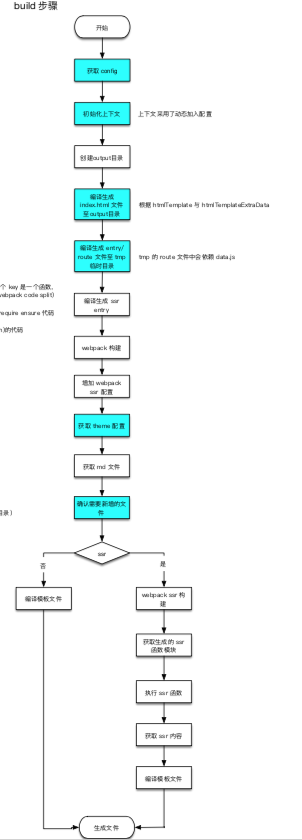 build 步骤
开始
获取 config
初始化上下文
上下文采用了动态加入配置
创建output目录
编译生成
index.html 文件
至output目录
根据 htmlTemplate 与 htmlTemplateExtraData
编译生成 entry/
route 文件至 tmp
临时目录
tmp 的 route 文件中会依赖 data.js
个 key 是一个函数,
webpack code split)
require ensure 代码
n)的代码
编译生成 ssr
entry
webpack 构建
增加 webpack
ssr 配置
获取 theme 配置
获取 md 文件
确认需要新增的文
件
目录）
ssr
否
是
编译模板文件
webpack ssr 构
建
获取生成的 ssr
函数模块
执行 ssr 函数
获取 ssr 内容
编译模板文件
生成文件